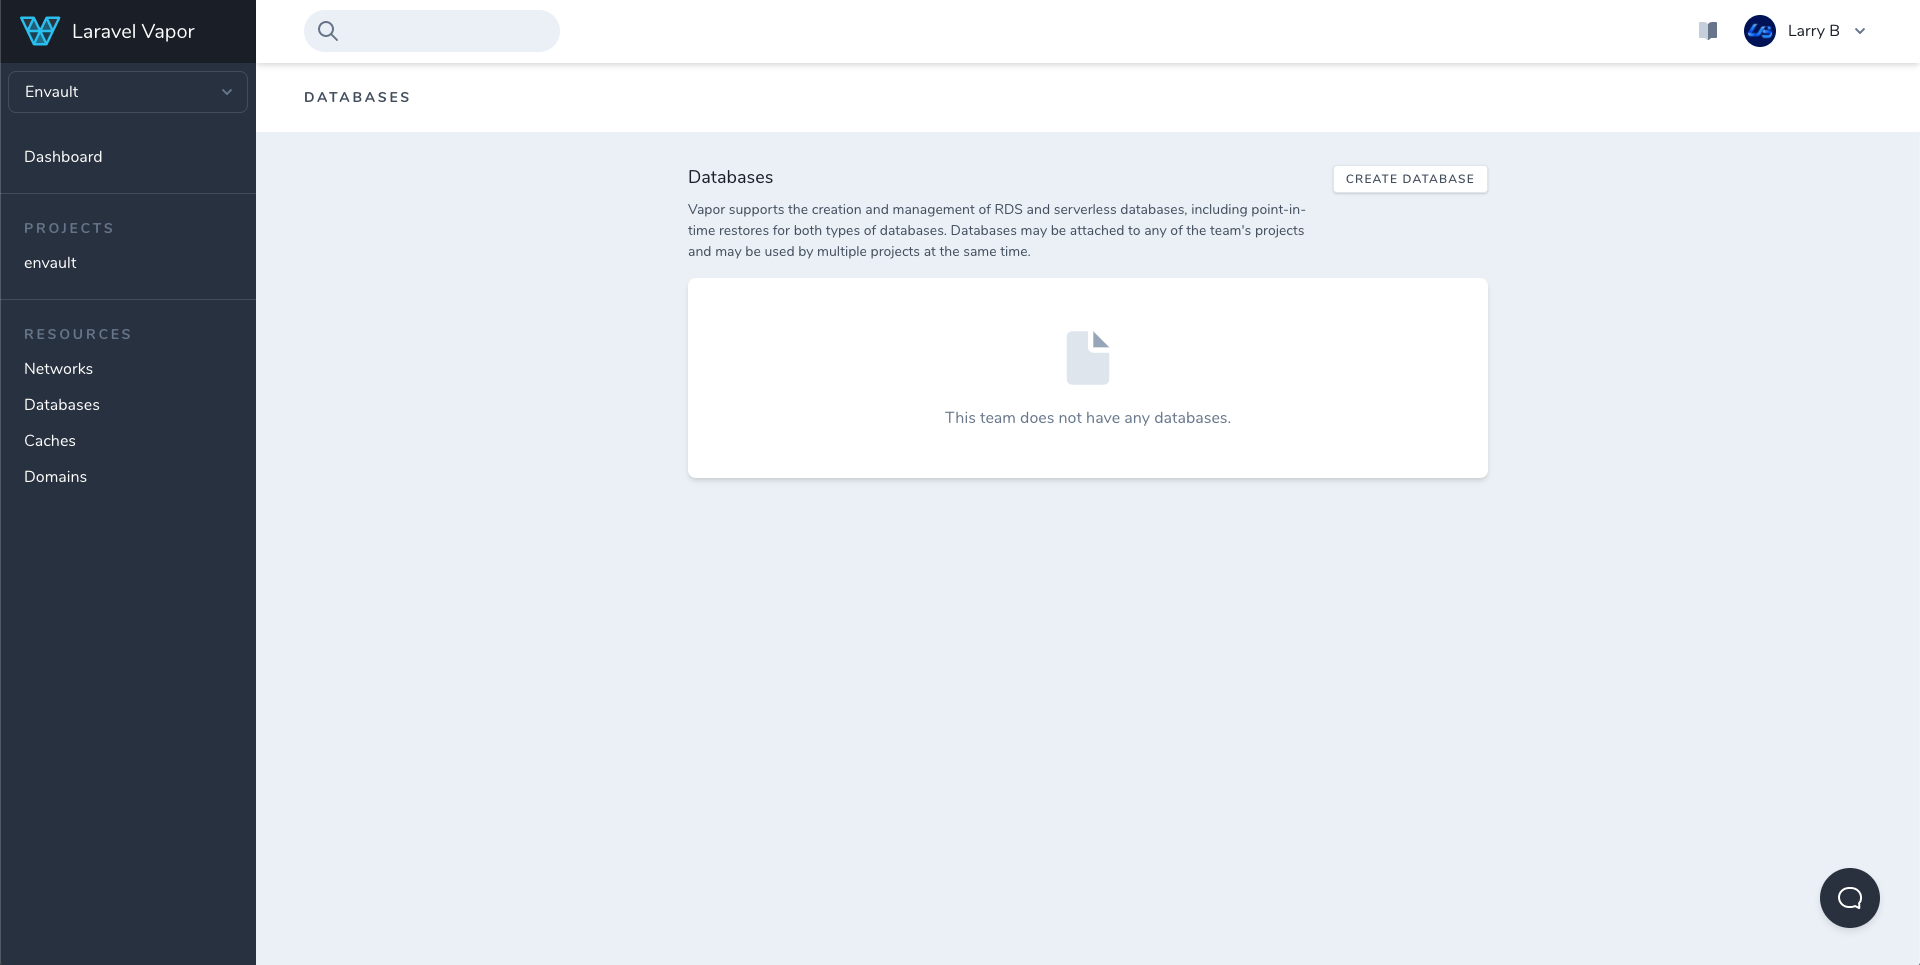 Laravel Vapor
Larry B
Envault
DATABASES
Dashboard
PROJECTS
envault
RESOURCES
Networks
Databases
Caches
Domains
Databases
CREATE DATABASE
Vapor supports the creation and management of RDS and serverless databases, including point-in-
time restores for both types of databases. Databases may be attached to any of the team's projects
and may be used by multiple projects at the same time.
This team does not have any databases.